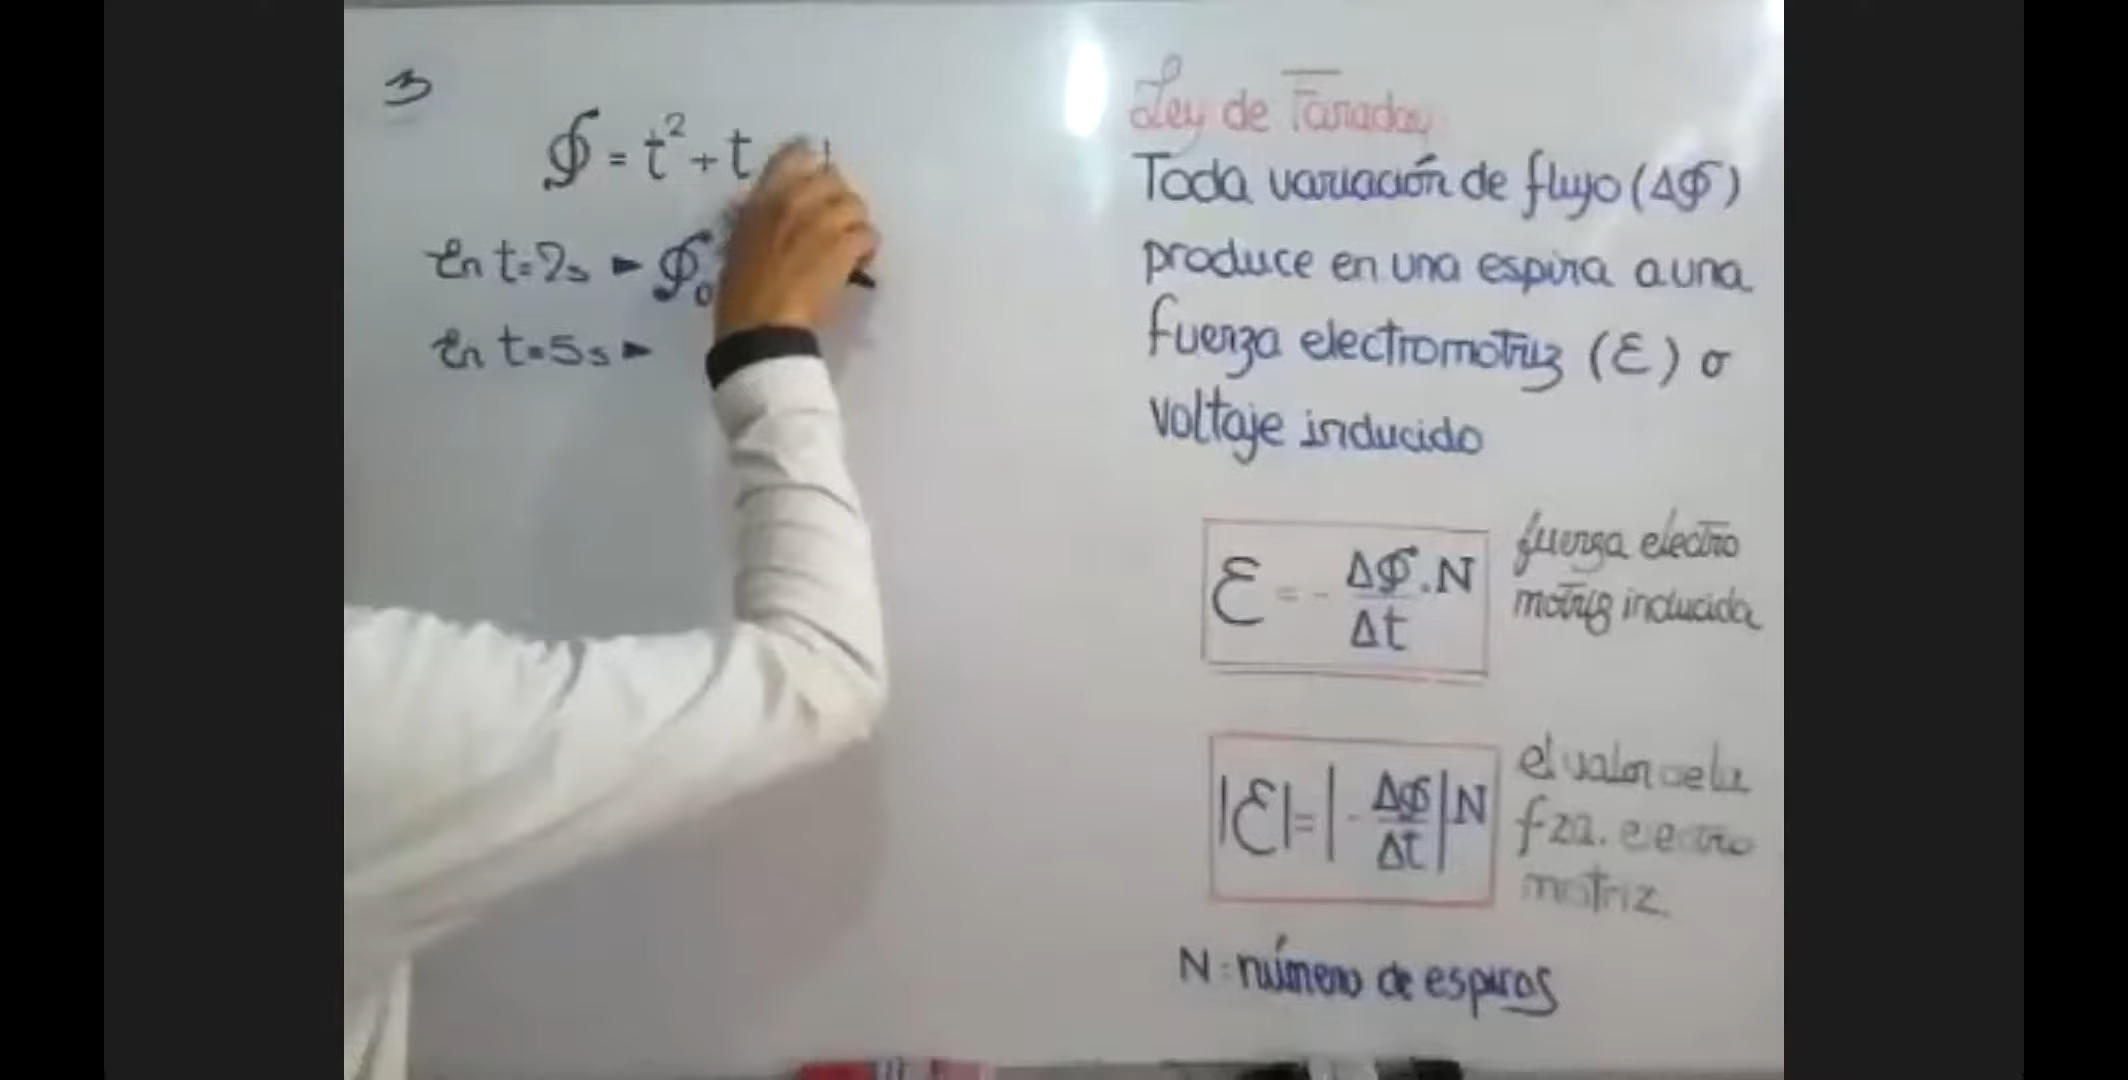 3
Φ = t² + t
En t=2s ► Φ₀
En t=5s ►
Ley de Faraday
Toda variación de flujo (ΔΦ)
produce en una espira a una
fuerza electromotriz (Ɛ) o
voltaje inducido
Ɛ = - ΔΦ/Δt . N
fuerza electro
motriz inducida
|Ɛ| = |- ΔΦ/Δt| N
el valor de la
fza. electro
motriz.
N: número de espiras